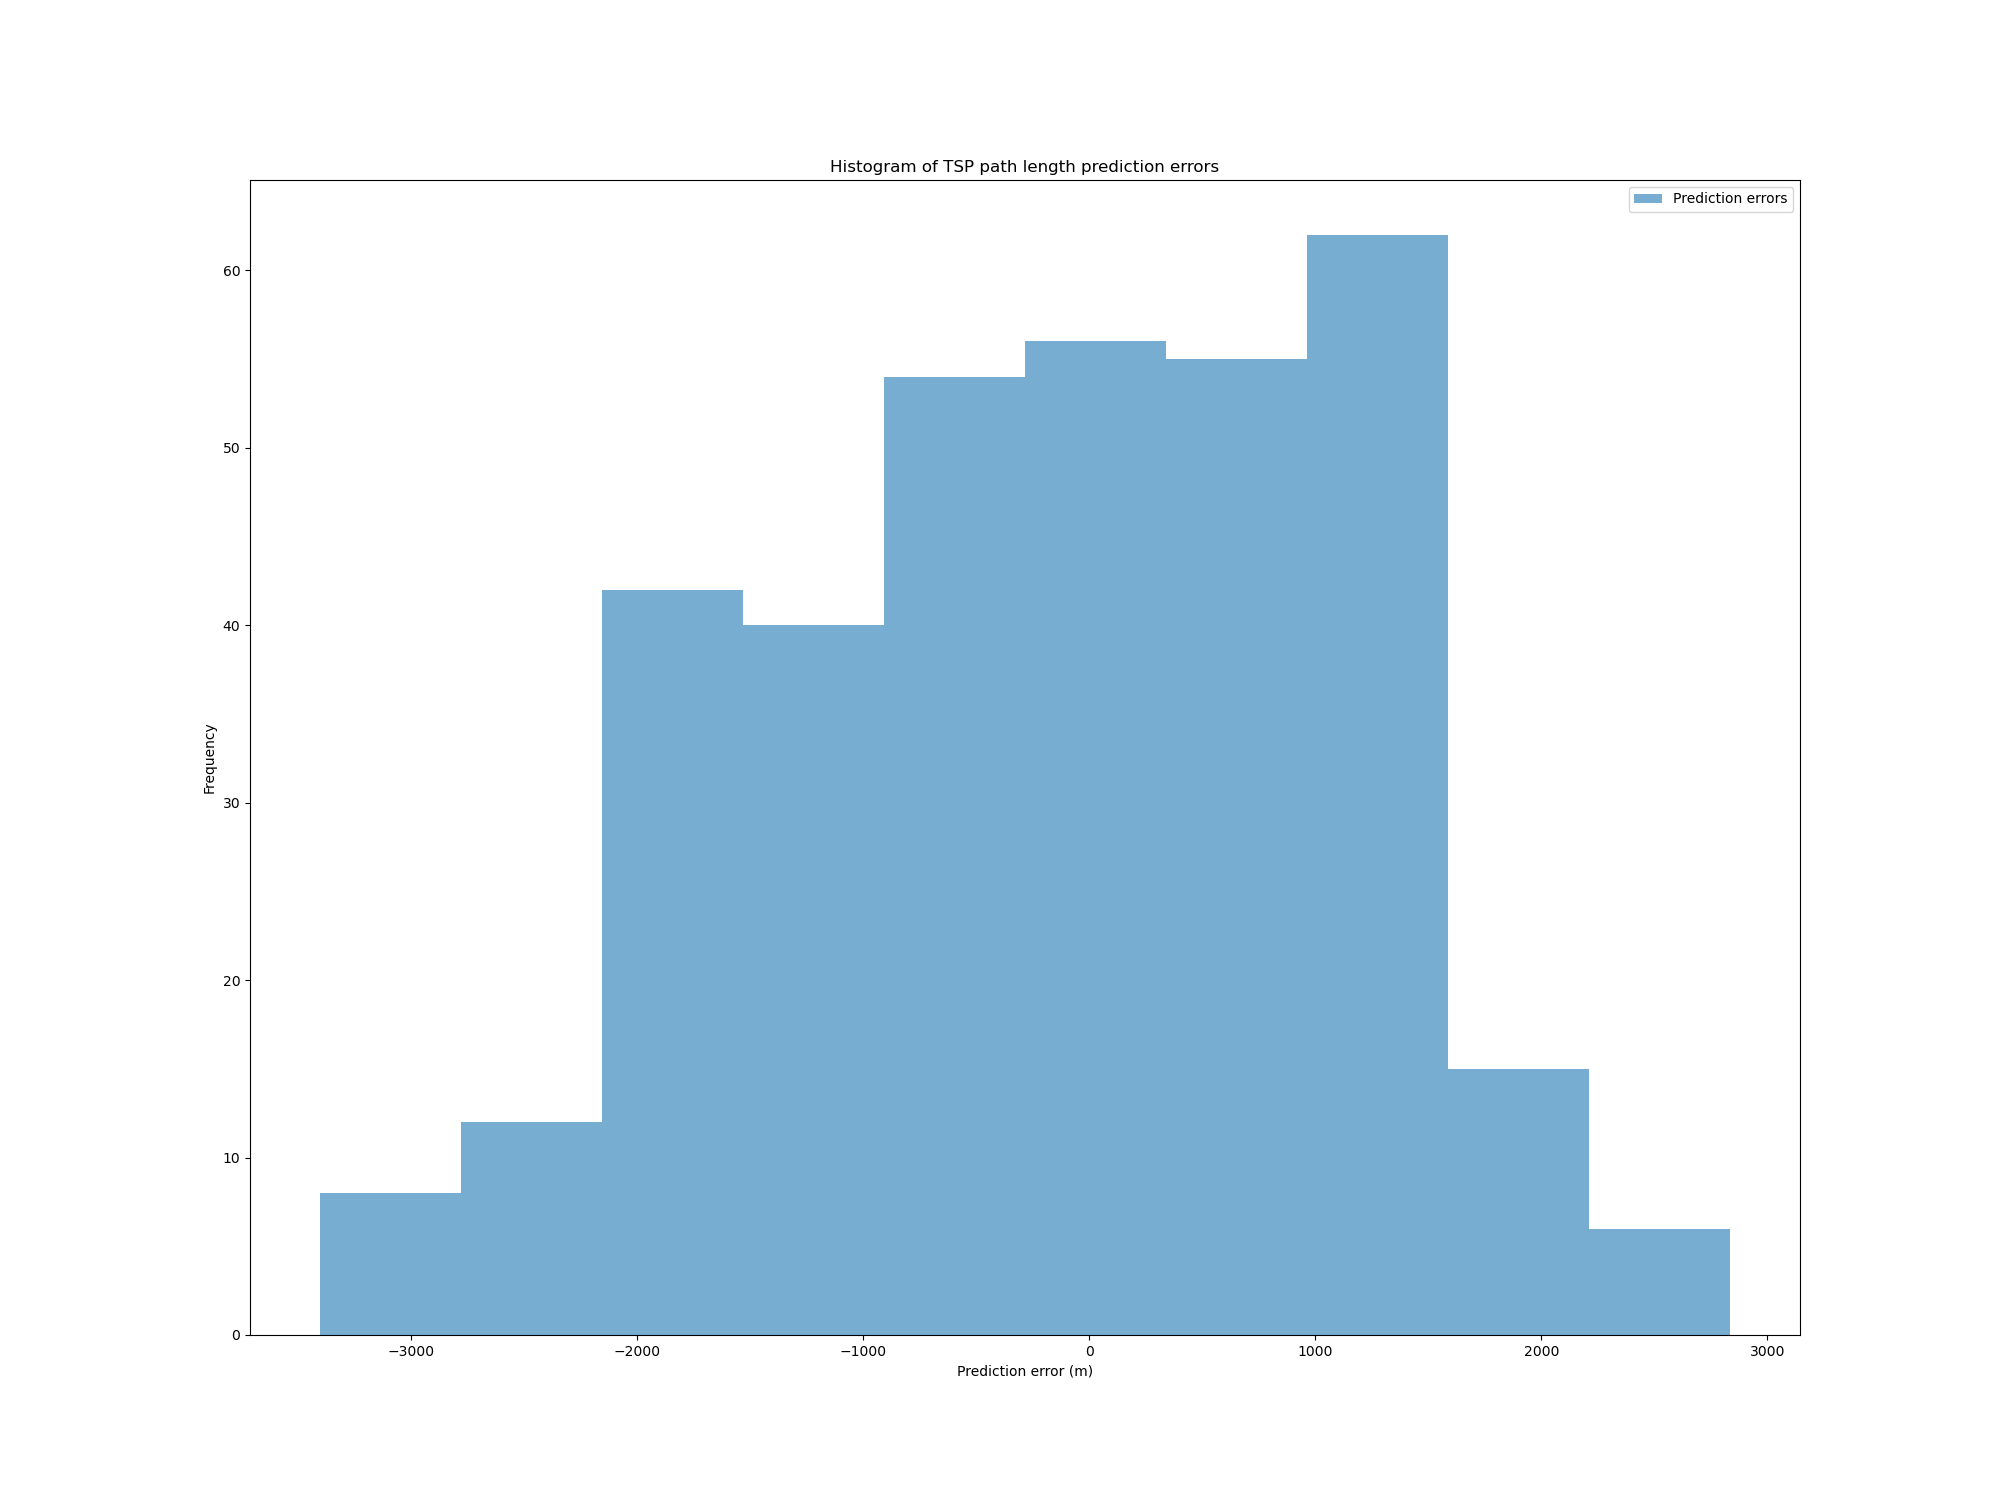 Histogram of TSP path length prediction errors
Prediction errors
60
50
40
30
20
10
0
Frequency
−3000 −2000 −1000 0 1000 2000 3000
Prediction error (m)